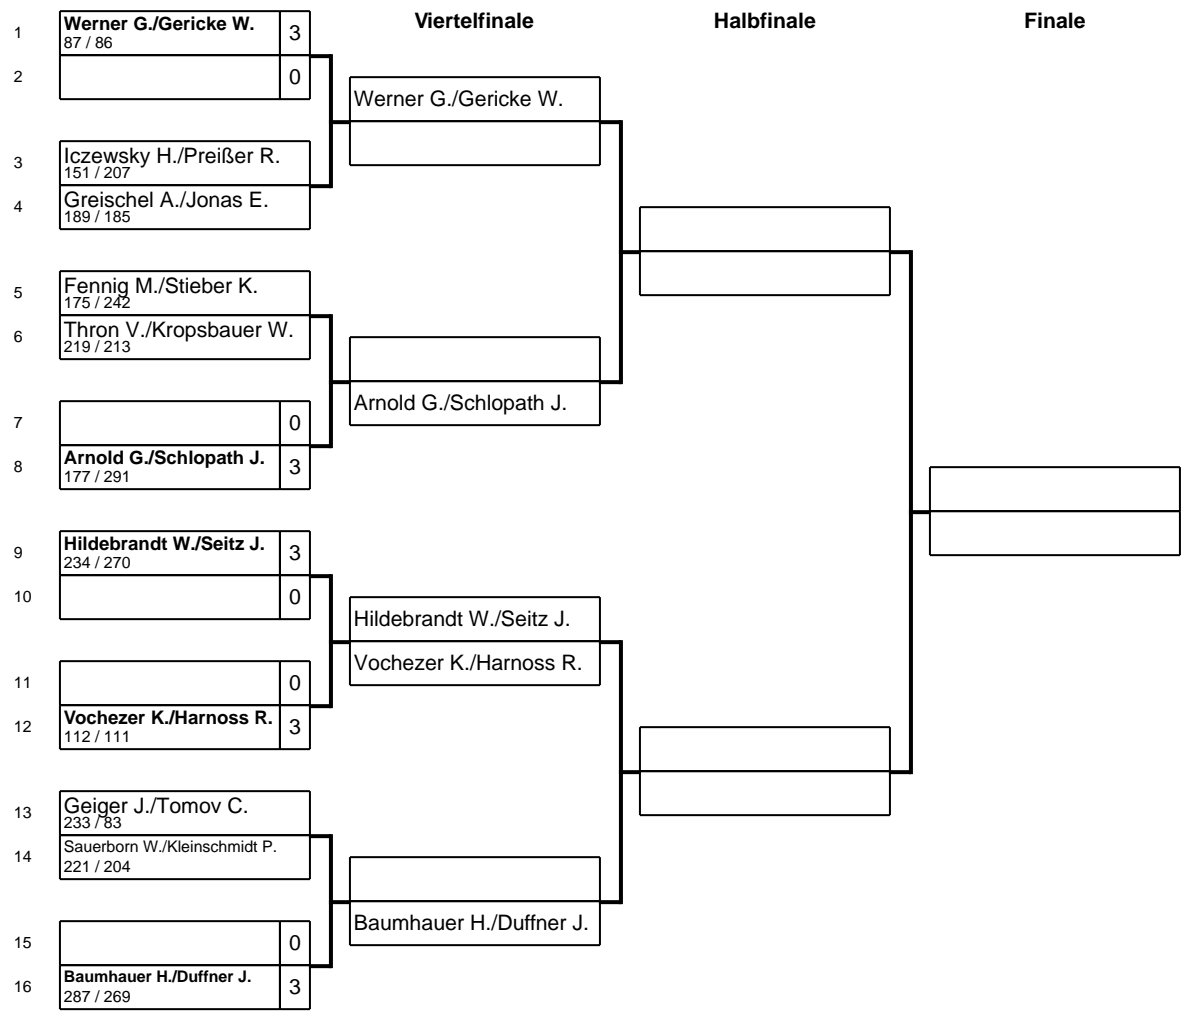 Viertelfinale
Halbfinale
Finale
1
Werner G./Gericke W.
3
87 / 86
2
0
3
Iczewsky H./Preißer R.
151 / 207
4
Greischel A./Jonas E.
189 / 185
5
Fennig M./Stieber K.
175 / 242
6
Thron V./Kropsbauer W.
219 / 213
7
0
8
Arnold G./Schlopath J.
3
177 / 291
9
Hildebrandt W./Seitz J.
3
234 / 270
10
0
11
0
12
Vochezer K./Harnoss R.
3
112 / 111
13
Geiger J./Tomov C.
233 / 83
14
Sauerborn W./Kleinschmidt P.
221 / 204
15
0
16
Baumhauer H./Duffner J.
3
287 / 269
Werner G./Gericke W.
Arnold G./Schlopath J.
Hildebrandt W./Seitz J.
Vochezer K./Harnoss R.
Baumhauer H./Duffner J.